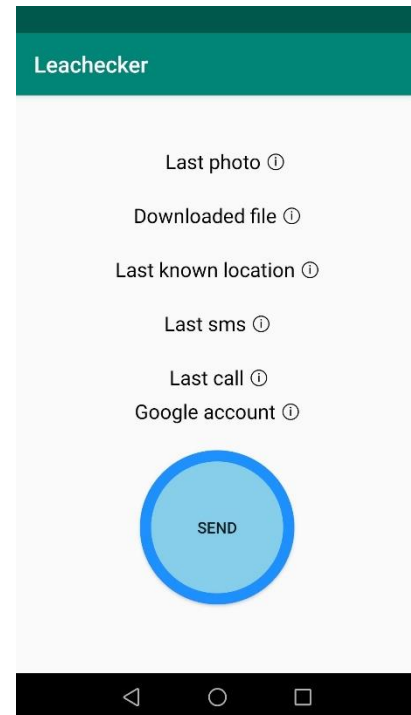 Leachecker
Last photo ⓘ
Downloaded file ⓘ
Last known location ⓘ
Last sms ⓘ
Last call ⓘ
Google account ⓘ
SEND